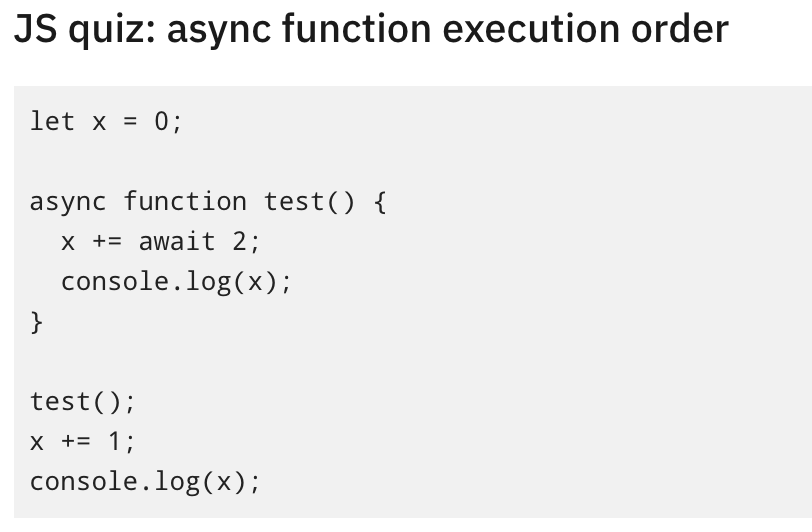 JS quiz: async function execution order
let x = 0;
async function test() {
  x += await 2;
  console.log(x);
}
test();
x += 1;
console.log(x);